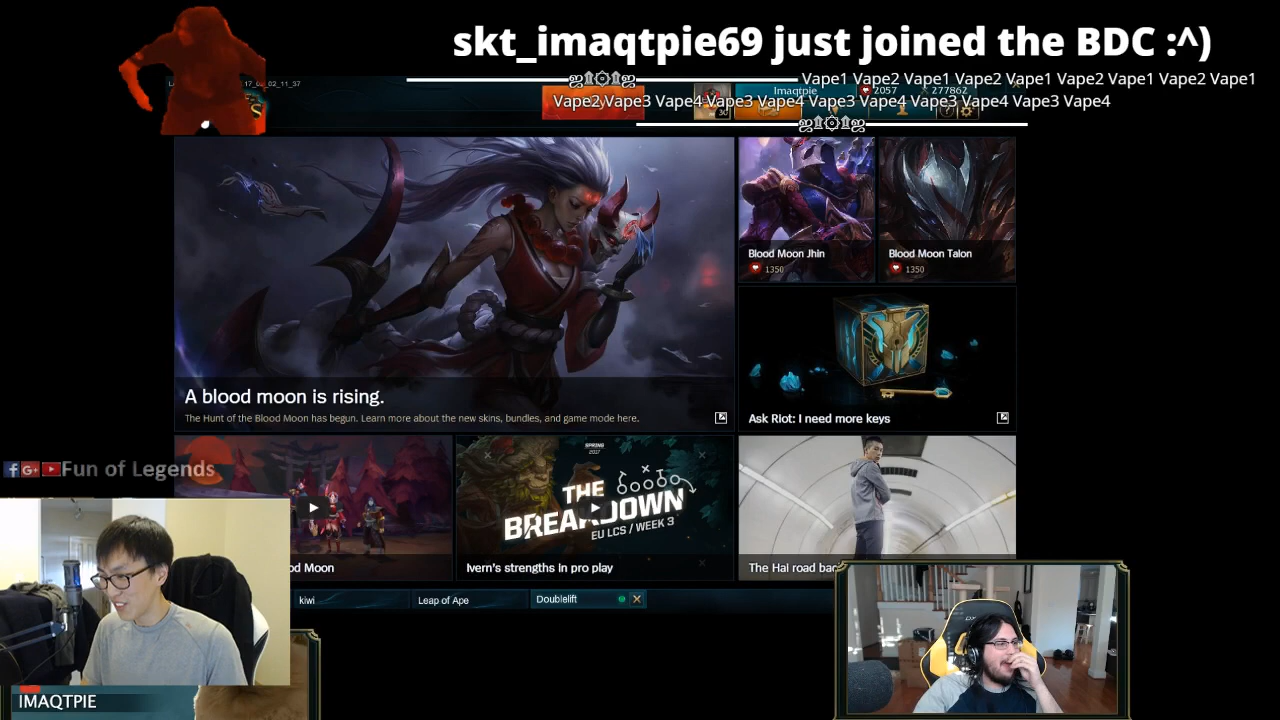 skt_imaqtpie69 just joined the BDC :^)
Vape1 Vape2 Vape1 Vape2 Vape1 Vape2 Vape1 Vape2 Vape1
Vape2 Vape3 Vape4 Vape3 Vape4 Vape3 Vape4 Vape3 Vape4 Vape3 Vape4
Imaqtpie
2057
277862
30
Blood Moon Jhin
1350
Blood Moon Talon
1350
A blood moon is rising.
The Hunt of the Blood Moon has begun. Learn more about the new skins, bundles, and game mode here.
Ask Riot: I need more keys
Fun of Legends
SPRING
2017
THE
BREAKDOWN
EU LCS / WEEK 3
d Moon
Ivern's strengths in pro play
The Hai road bac
kiwi
Leap of Ape
Doublelift
IMAQTPIE